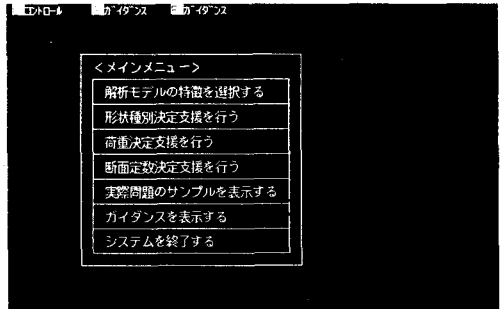 コントロール ガイダンス ガイダンス
<メインメニュー>
解析モデルの特徴を選択する
形状種別決定支援を行う
荷重決定支援を行う
断面定数決定支援を行う
実際問題のサンプルを表示する
ガイダンスを表示する
システムを終了する